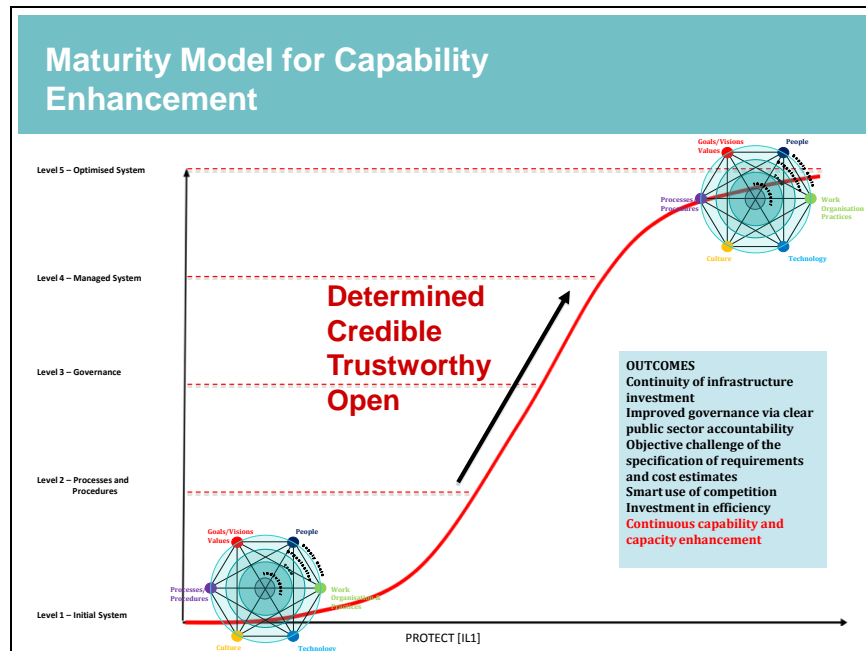 Maturity Model for Capability
Enhancement
Level 5 – Optimised System
Level 4 – Managed System
Level 3 – Governance
Level 2 – Processes and
Procedures
Level 1 – Initial System
Goals/Visions
Values
People
Processes/
Procedures
Work
Organisation
Practices
Culture
Technology
Determined
Credible
Trustworthy
Open
OUTCOMES
Continuity of infrastructure
investment
Improved governance via clear
public sector accountability
Objective challenge of the
specification of requirements
and cost estimates
Smart use of competition
Investment in efficiency
Continuous capability and
capacity enhancement
Goals/Visions
Values
People
Processes/
Procedures
Work
Practices
Culture
Technology
PROTECT [IL1]